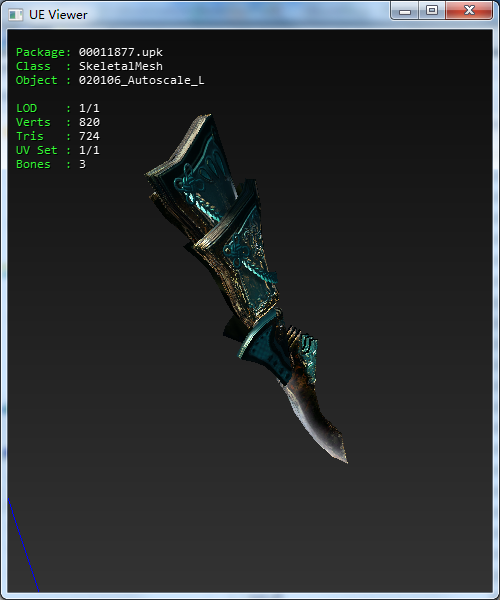 UE Viewer
Package: 00011877.upk
Class : SkeletalMesh
Object : 020106_Autoscale_L
LOD : 1/1
Verts : 820
Tris : 724
UV Set : 1/1
Bones : 3